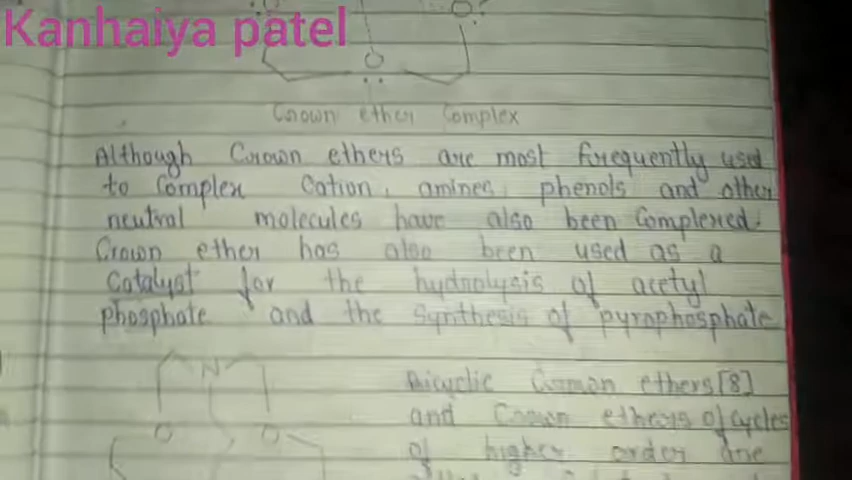 Kanhaiya patel
Crown ether Complex
Although Crown ethers are most frequently used
to Complex Cation, amines, phenols and other
neutral molecules have also been Complexed.
Crown ether has also been used as a
Catalyst for the hydrolysis of acetyl
phosphate and the synthesis of pyrophosphate
N
Bicyclic Crown ethers [8]
and Crown ethers of cycles
O O
of higher order are